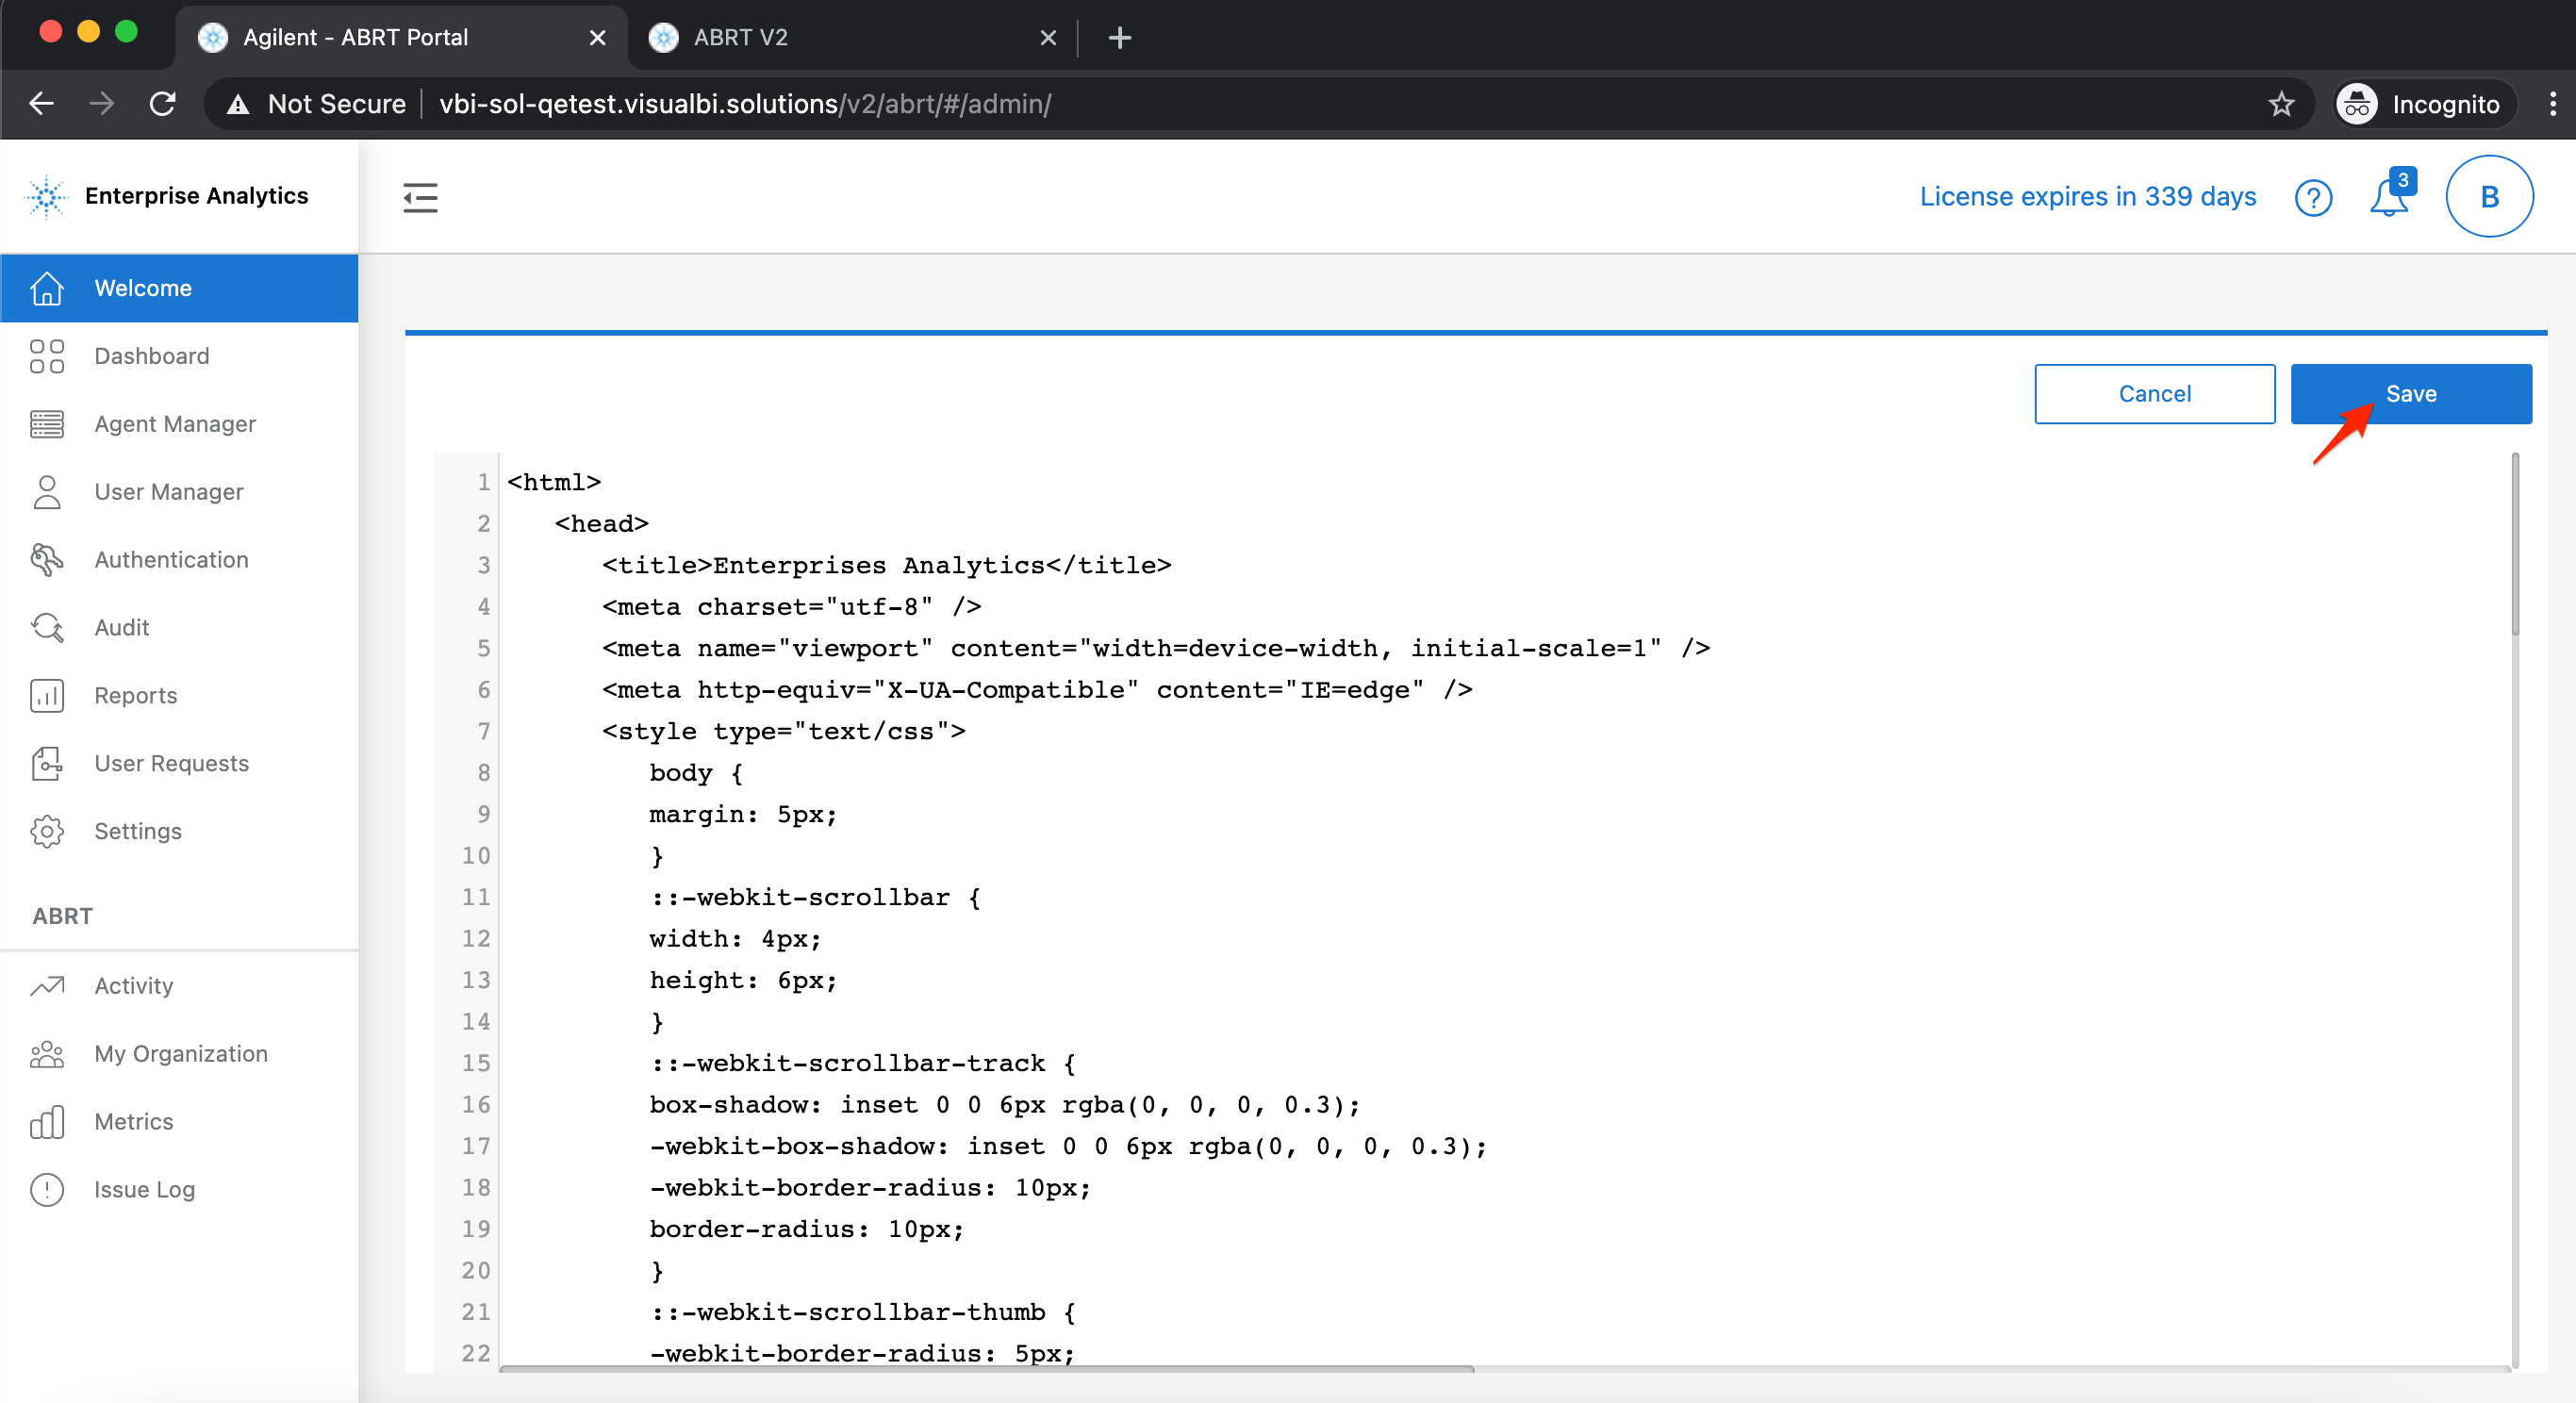 Agilent - ABRT Portal
ABRT V2
Not Secure vbi-sol-qetest.visualbi.solutions/v2/abrt/#/admin/
Incognito
Enterprise Analytics
License expires in 339 days
?
3
B
Welcome
Dashboard
Agent Manager
User Manager
Authentication
Audit
Reports
User Requests
Settings
ABRT
Activity
My Organization
Metrics
Issue Log
Cancel
Save
1 <html>
2 <head>
3 <title>Enterprises Analytics</title>
4 <meta charset="utf-8" />
5 <meta name="viewport" content="width=device-width, initial-scale=1" />
6 <meta http-equiv="X-UA-Compatible" content="IE=edge" />
7 <style type="text/css">
8 body {
9 margin: 5px;
10 }
11 ::-webkit-scrollbar {
12 width: 4px;
13 height: 6px;
14 }
15 ::-webkit-scrollbar-track {
16 box-shadow: inset 0 0 6px rgba(0, 0, 0, 0.3);
17 -webkit-box-shadow: inset 0 0 6px rgba(0, 0, 0, 0.3);
18 -webkit-border-radius: 10px;
19 border-radius: 10px;
20 }
21 ::-webkit-scrollbar-thumb {
22 -webkit-border-radius: 5px;